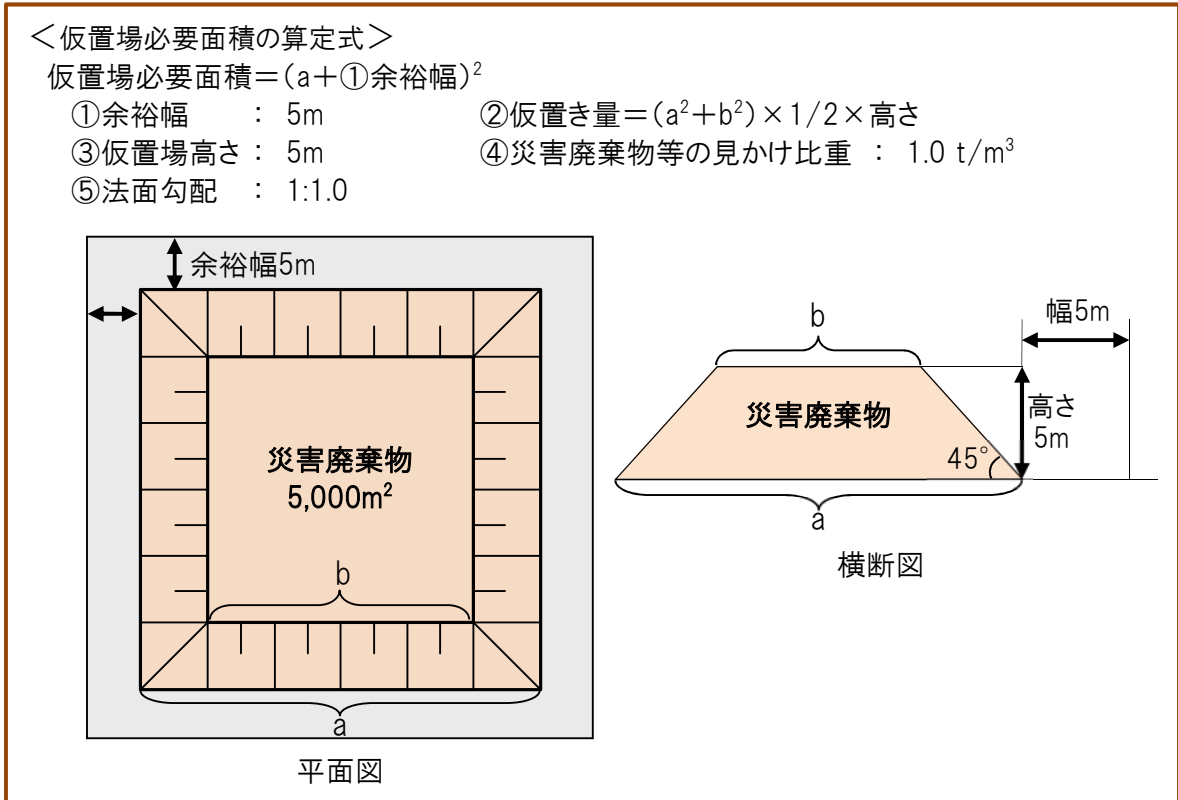 ＜仮置場必要面積の算定式＞
仮置場必要面積＝(a＋①余裕幅)²
①余裕幅 ： 5m ②仮置き量＝(a²＋b²)×1/2×高さ
③仮置場高さ： 5m ④災害廃棄物等の見かけ比重 ： 1.0 t/m³
⑤法面勾配 ： 1:1.0
余裕幅5m
災害廃棄物
5,000m²
b
a
平面図
b
幅5m
災害廃棄物
高さ
5m
45°
a
横断図